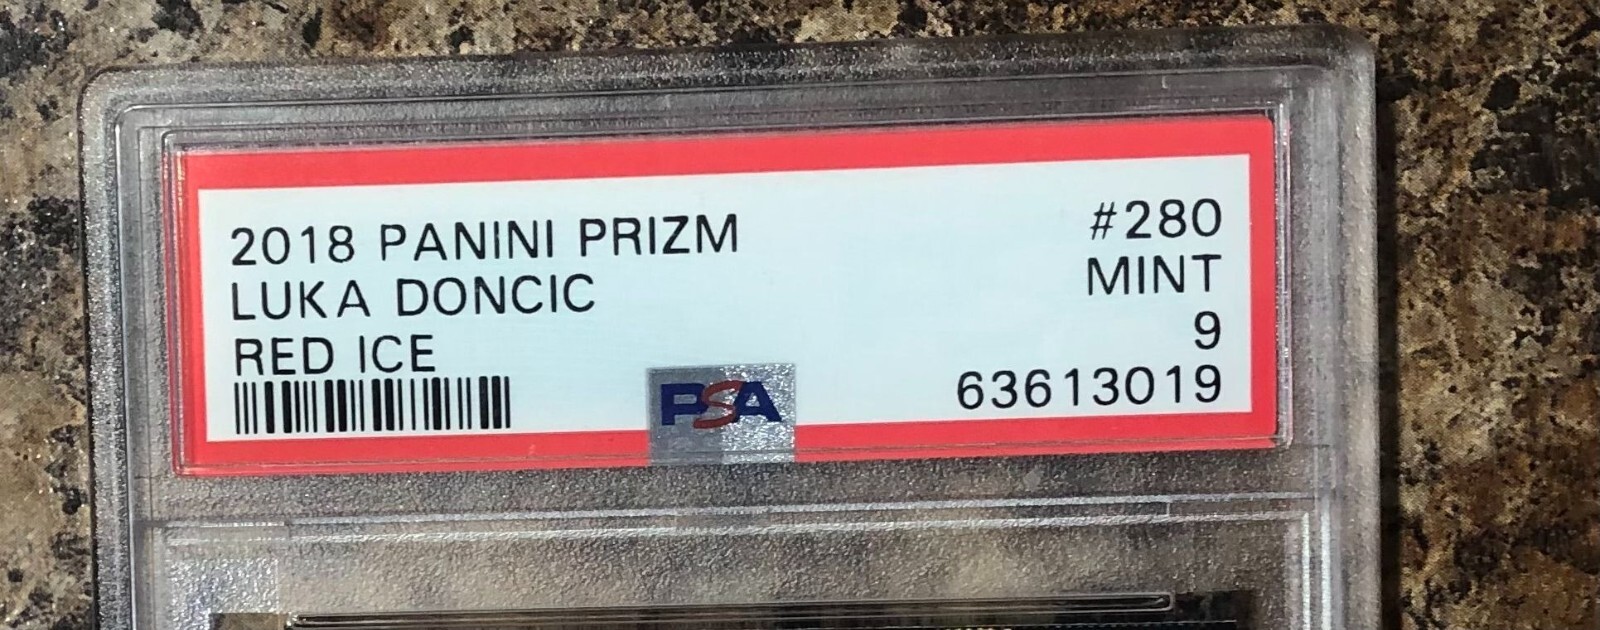 2018 PANINI PRIZM #280
LUKA DONCIC MINT
RED ICE 9
PSA 63613019